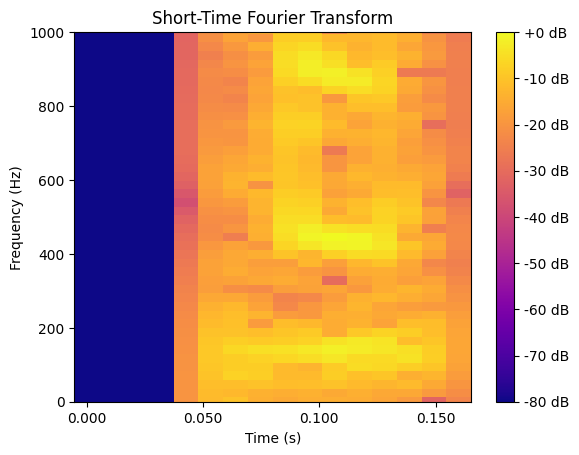 Short-Time Fourier Transform
1000
800
600
400
200
0
Frequency (Hz)
0.000
0.050
0.100
0.150
Time (s)
+0 dB
-10 dB
-20 dB
-30 dB
-40 dB
-50 dB
-60 dB
-70 dB
-80 dB